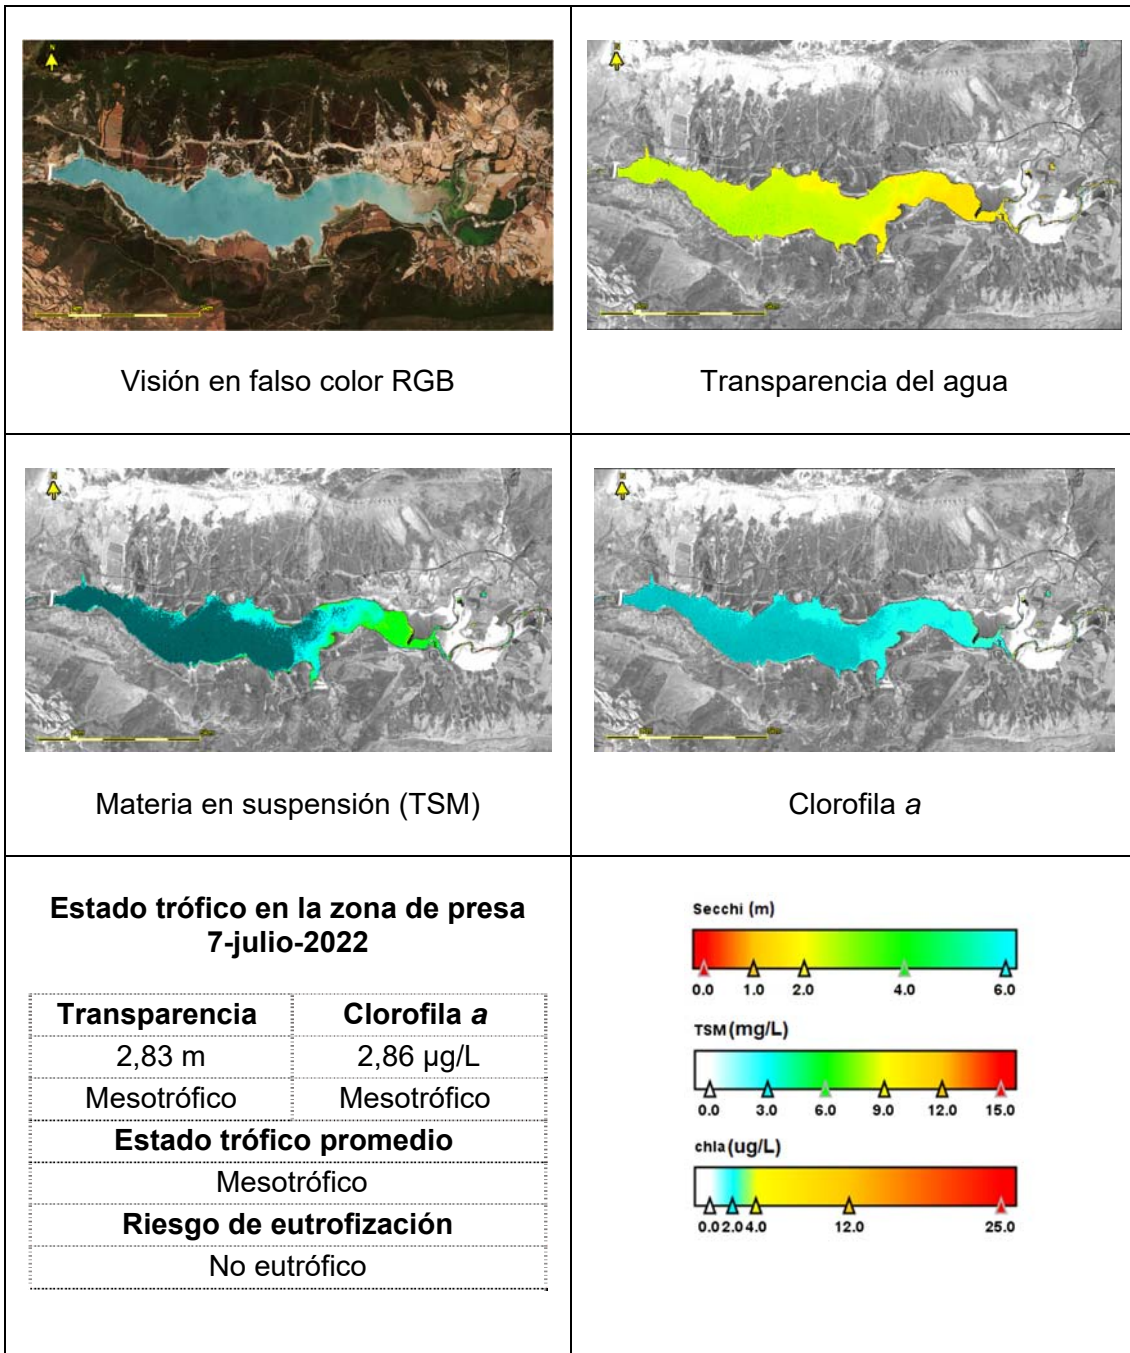 Visión en falso color RGB
Transparencia del agua
Materia en suspensión (TSM)
Clorofila a
Estado trófico en la zona de presa
7-julio-2022
Transparencia Clorofila a
2,83 m 2,86 µg/L
Mesotrófico Mesotrófico
Estado trófico promedio
Mesotrófico
Riesgo de eutrofización
No eutrófico
Secchi (m)
0.0 1.0 2.0 4.0 6.0
TSM (mg/L)
0.0 3.0 6.0 9.0 12.0 15.0
chla (ug/L)
0.0 2.0 4.0 12.0 25.0